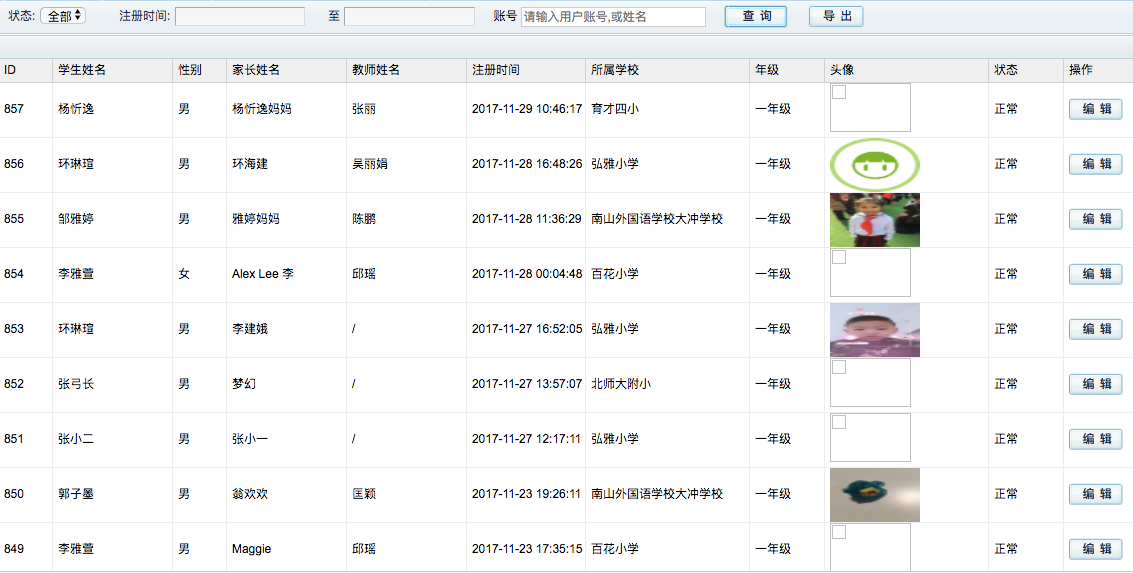 状态: 全部 注册时间: 至 账号 请输入用户账号,或姓名 查 询 导 出
ID 学生姓名 性别 家长姓名 教师姓名 注册时间 所属学校 年级 头像 状态 操作
857 杨忻逸 男 杨忻逸妈妈 张丽 2017-11-29 10:46:17 育才四小 一年级 正常 编 辑
856 环琳瑄 男 环海建 吴丽娟 2017-11-28 16:48:26 弘雅小学 一年级 正常 编 辑
855 邹雅婷 男 雅婷妈妈 陈鹏 2017-11-28 11:36:29 南山外国语学校大冲学校 一年级 正常 编 辑
854 李雅萱 女 Alex Lee 李 邱瑶 2017-11-28 00:04:48 百花小学 一年级 正常 编 辑
853 环琳瑄 男 李建娥 / 2017-11-27 16:52:05 弘雅小学 一年级 正常 编 辑
852 张弓长 男 梦幻 / 2017-11-27 13:57:07 北师大附小 一年级 正常 编 辑
851 张小二 男 张小一 / 2017-11-27 12:17:11 弘雅小学 一年级 正常 编 辑
850 郭子墨 男 翁欢欢 匡颖 2017-11-23 19:26:11 南山外国语学校大冲学校 一年级 正常 编 辑
849 李雅萱 男 Maggie 邱瑶 2017-11-23 17:35:15 百花小学 一年级 正常 编 辑